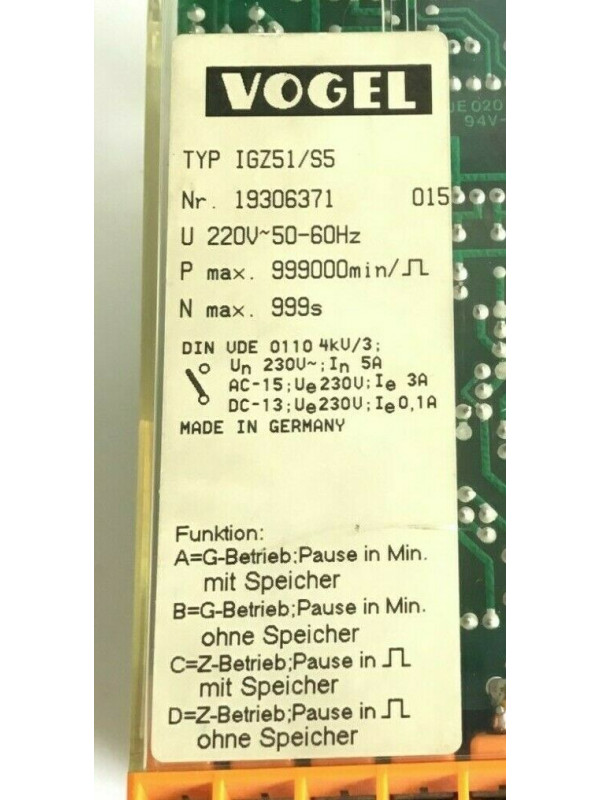 VOGEL
JE020
94V-
TYP IGZ51/S5
Nr. 19306371 015
U 220V~50-60Hz
P max. 999000min/⎍
N max. 999s
DIN VDE 0110 4kV/3;
Un 230V~;In 5A
AC-15;Ue230V;Ie 3A
DC-13;Ue230V;Ie0,1A
MADE IN GERMANY
Funktion:
A=G-Betrieb;Pause in Min.
mit Speicher
B=G-Betrieb;Pause in Min.
ohne Speicher
C=Z-Betrieb;Pause in ⎍
mit Speicher
D=Z-Betrieb;Pause in ⎍
ohne Speicher